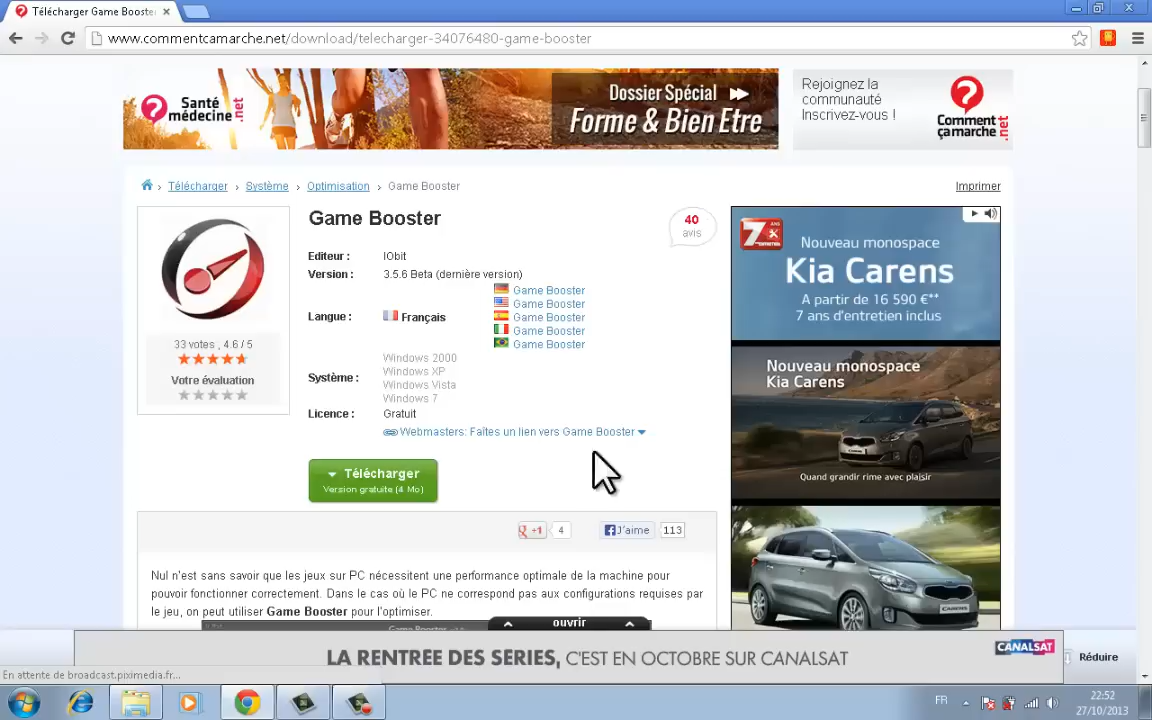 Télécharger Game Booste
www.commentcamarche.net/download/telecharger-34076480-game-booster
Santé
médecine.net
Dossier Spécial
Forme & Bien Etre
Rejoignez la
communauté
Inscrivez-vous !
Comment
ça marche.net
Télécharger › Système › Optimisation › Game Booster
Imprimer
Game Booster
40
avis
Editeur : IObit
Version : 3.5.6 Beta (dernière version)
Langue : Français
Game Booster
Game Booster
Game Booster
Game Booster
Game Booster
Système :
Windows 2000
Windows XP
Windows Vista
Windows 7
Licence : Gratuit
Webmasters: Faîtes un lien vers Game Booster
33 votes , 4.6 / 5
Votre évaluation
Télécharger
Version gratuite (4 Mo)
+1 4
J'aime 113
Nul n'est sans savoir que les jeux sur PC nécessitent une performance optimale de la machine pour
pouvoir fonctionner correctement. Dans le cas où le PC ne correspond pas aux configurations requises par
le jeu, on peut utiliser Game Booster pour l'optimiser.
7 ANS
Nouveau monospace
Kia Carens
A partir de 16 590 €**
7 ans d'entretien inclus
Nouveau monospace
Kia Carens
Quand grandir rime avec plaisir
CARENS
ouvrir
LA RENTRÉE DES SERIES, C'EST EN OCTOBRE SUR CANALSAT
CANALSAT
Réduire
En attente de broadcast.piximedia.fr...
FR
22:52
27/10/2013